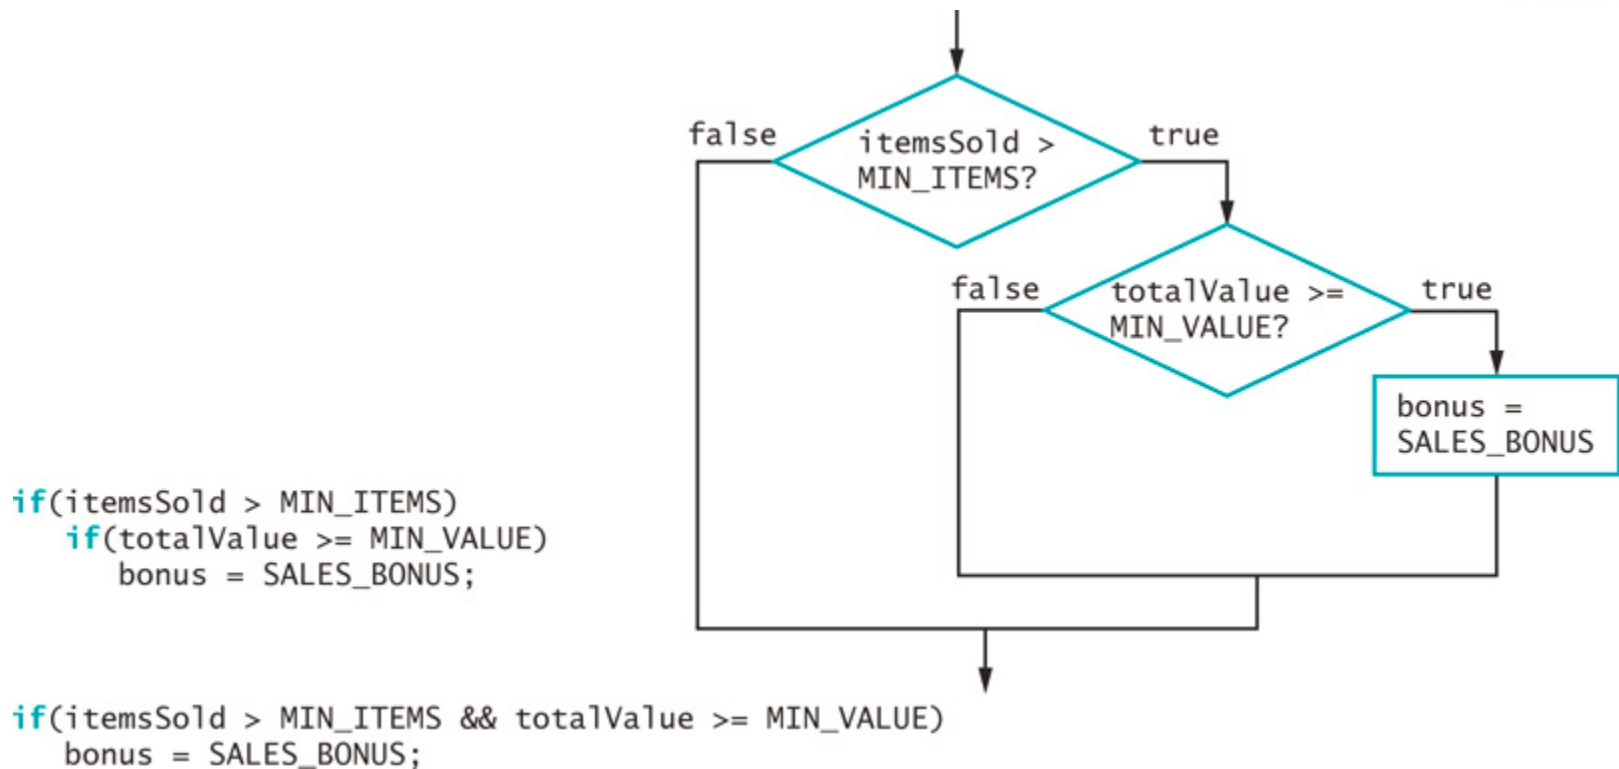 false
itemsSold >
MIN_ITEMS?
true
false
totalValue >=
MIN_VALUE?
true
bonus =
SALES_BONUS
if(itemsSold > MIN_ITEMS)
   if(totalValue >= MIN_VALUE)
      bonus = SALES_BONUS;
if(itemsSold > MIN_ITEMS && totalValue >= MIN_VALUE)
   bonus = SALES_BONUS;